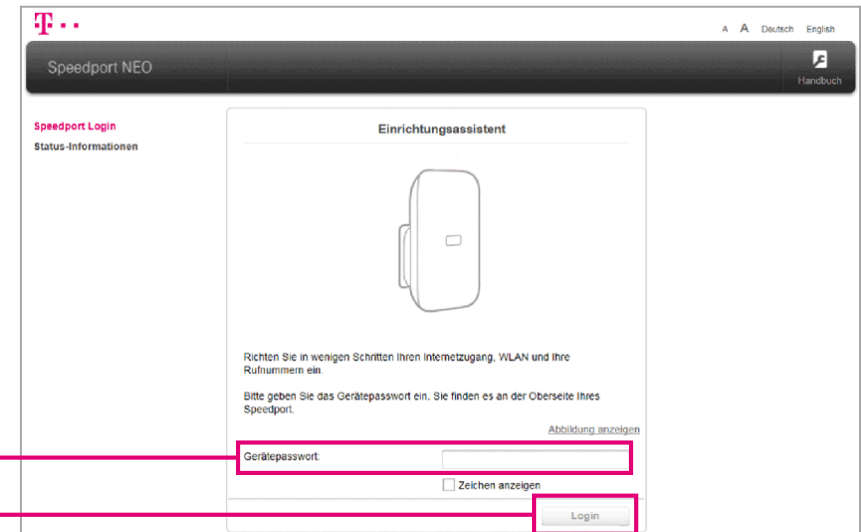 T
A A Deutsch English
Speedport NEO
Handbuch
Speedport Login
Status-Informationen
Einrichtungsassistent
Richten Sie in wenigen Schritten Ihren Internetzugang, WLAN und Ihre
Rufnummern ein.
Bitte geben Sie das Gerätepasswort ein. Sie finden es an der Oberseite Ihres
Speedport.
Abbildung anzeigen
Gerätepasswort:
Zeichen anzeigen
Login